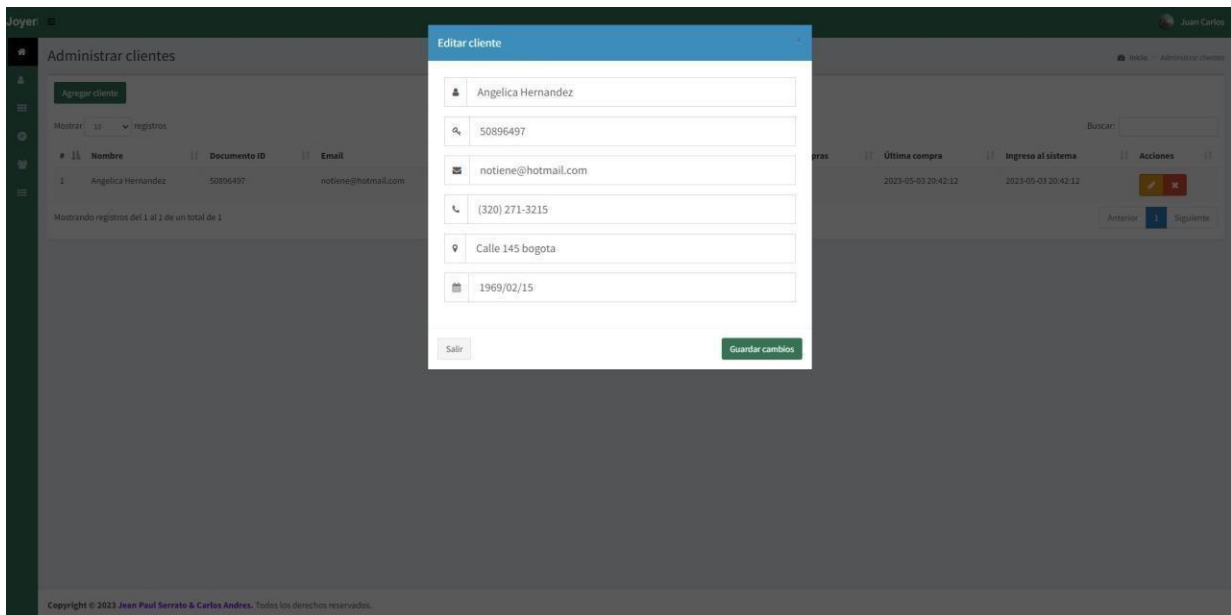 Joyer
Juan Carlos
Administrar clientes
Inicio > Administrar clientes
Agregar cliente
Mostrar 10 registros
Buscar:
# Nombre Documento ID Email pras Última compra Ingreso al sistema Acciones
1 Angelica Hernandez 50896497 notiene@hotmail.com 2023-05-03 20:42:12 2023-05-03 20:42:12
Mostrando registros del 1 al 1 de un total de 1
Anterior 1 Siguiente
Editar cliente
Angelica Hernandez
50896497
notiene@hotmail.com
(320) 271-3215
Calle 145 bogota
1969/02/15
Salir
Guardar cambios
Copyright © 2023 Jean Paul Serrato & Carlos Andres. Todos los derechos reservados.